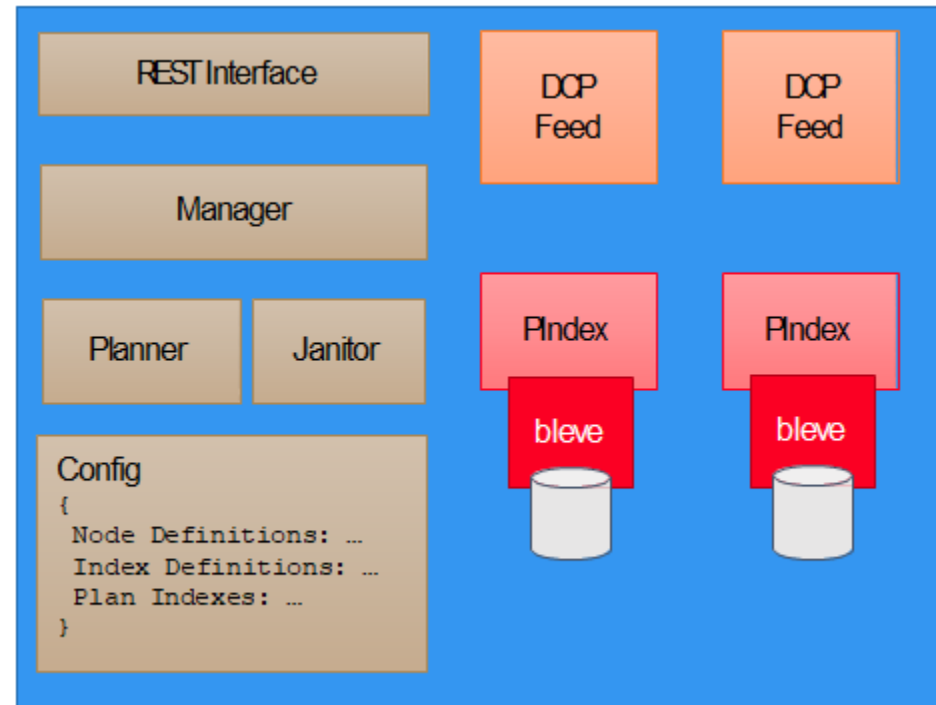 REST Interface
Manager
Planner
Janitor
Config
{
Node Definitions: …
Index Definitions: …
Plan Indexes: …
}
DCP
Feed
DCP
Feed
PIndex
PIndex
bleve
bleve